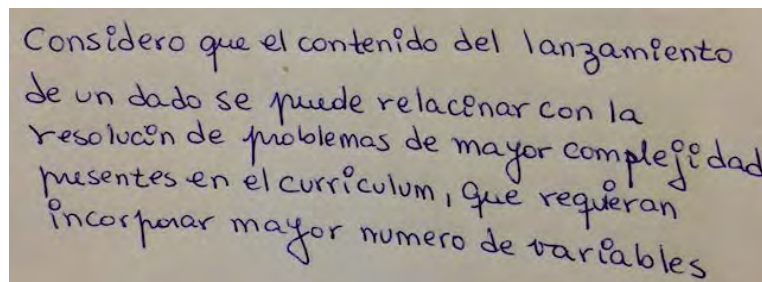 Considero que el contenido del lanzamiento
de un dado se puede relacinar con la
resolucin de problemas de mayor complejidad
presentes en el curriculum, que requieran
incorporar mayor numero de variables